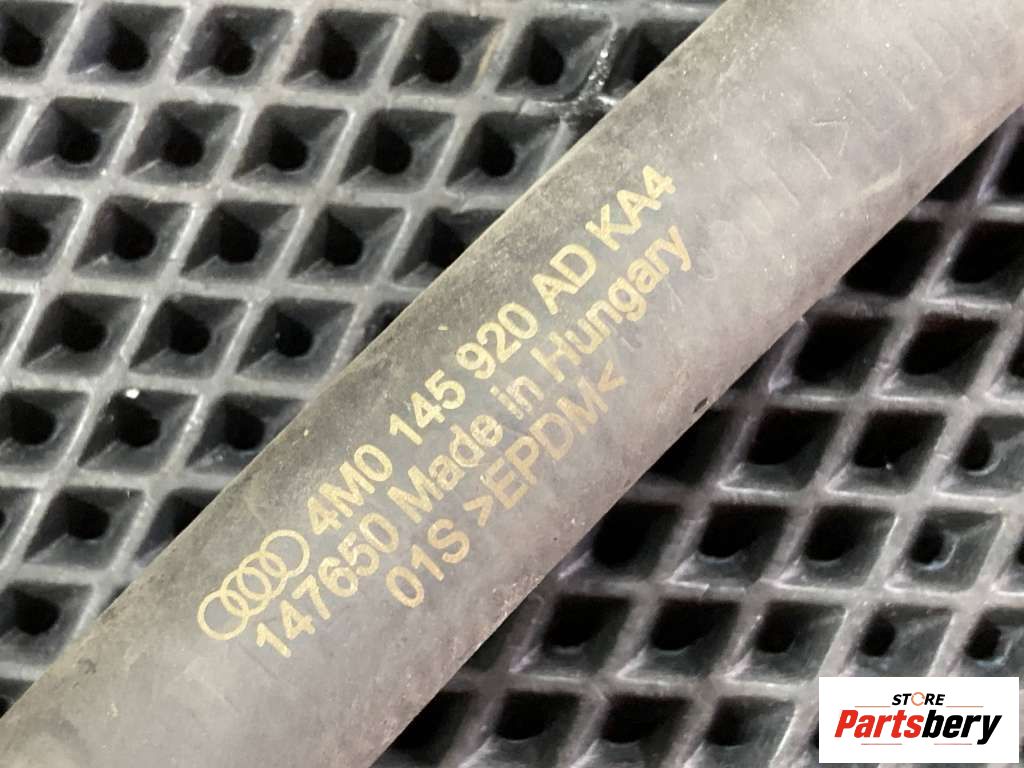 4M0 145 920 AD KA4
147650 Made in Hungary
01S >EPDM<
STORE
Partsbery